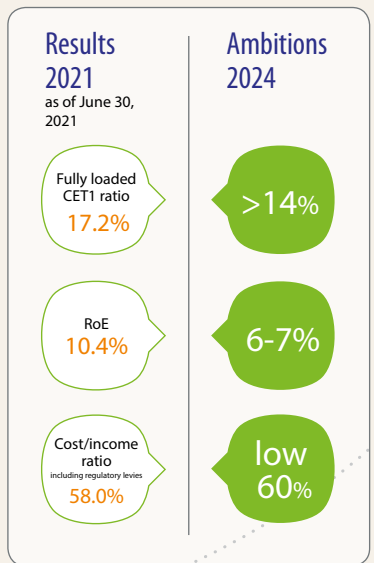 Results
2021
as of June 30,
2021
Fully loaded
CET1 ratio
17.2%
RoE
10.4%
Cost/income
ratio
including regulatory levies
58.0%
Ambitions
2024
>14%
6-7%
low
60%